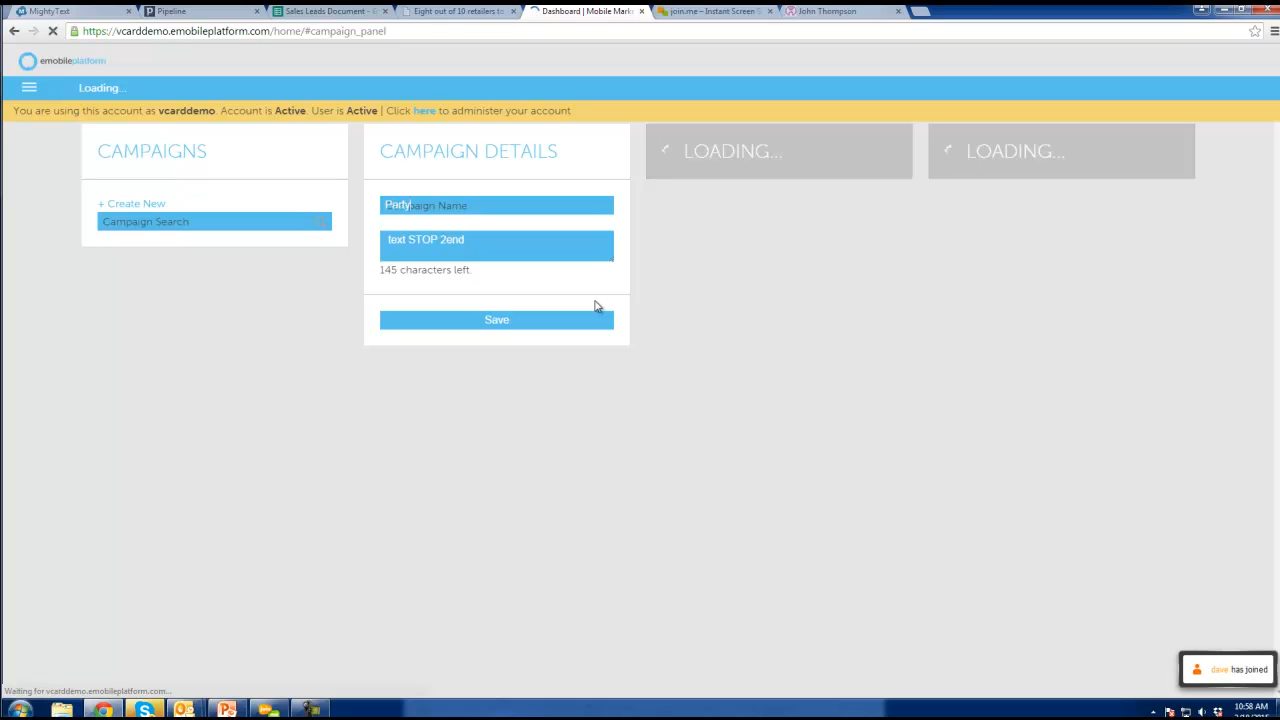 MightyText
Pipeline
Sales Leads Document - G
Eight out of 10 retailers to
Dashboard | Mobile Mark
join.me – Instant Screen S
John Thompson
https://vcarddemo.emobileplatform.com/home/#campaign_panel
emobileplatform
Loading...
You are using this account as vcarddemo. Account is Active. User is Active | Click here to administer your account
CAMPAIGNS
+ Create New
Campaign Search
CAMPAIGN DETAILS
Party
paign Name
text STOP 2end
145 characters left.
Save
LOADING...
LOADING...
dave has joined
Waiting for vcarddemo.emobileplatform.com...
10:58 AM